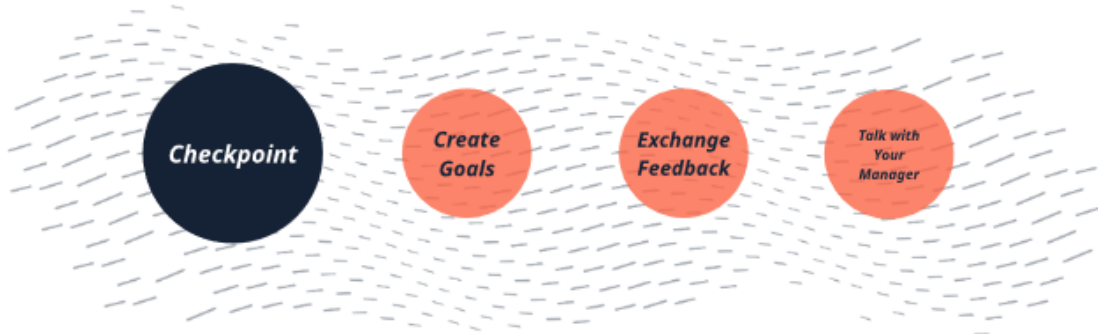 Checkpoint
Create
Goals
Exchange
Feedback
Talk with
Your
Manager